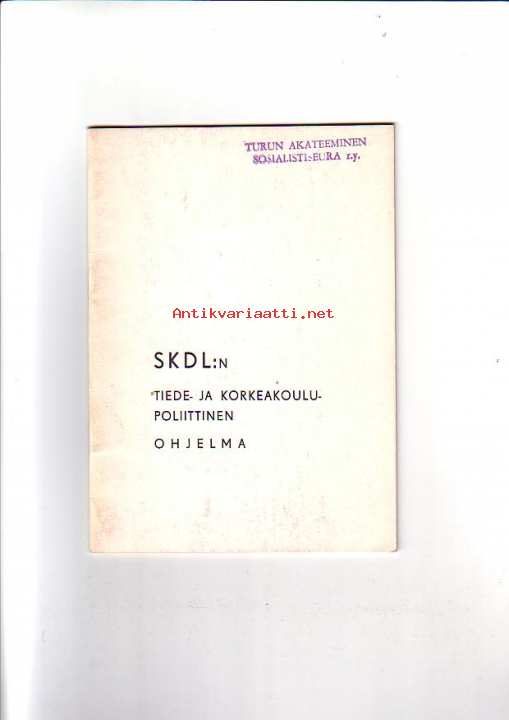 TURUN AKATEEMINEN
SOSIALISTISEURA r.y.
Antikvariaatti.net
SKDL:N
TIEDE- JA KORKEAKOULU-
POLIITTINEN
OHJELMA